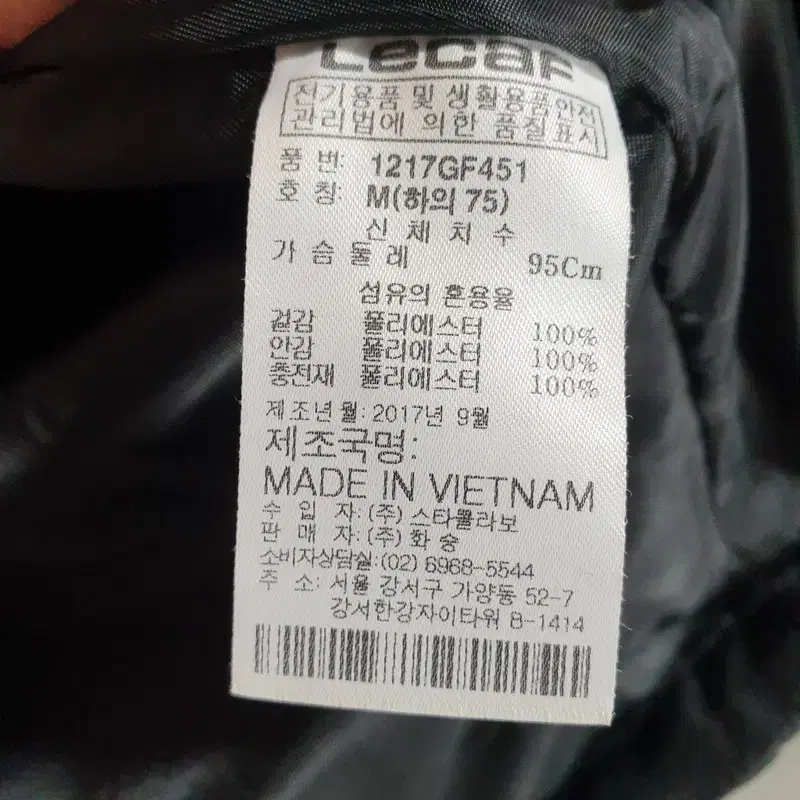 Lecaf
전기용품 및 생활용품안전
관리법에 의한 품질표시
품 번: 1217GF451
호 칭: M(하의 75)
신 체 치 수
가 슴 둘 레 95Cm
섬유의 혼용율
겉감 폴리에스터 100%
안감 폴리에스터 100%
충전재 폴리에스터 100%
제조년월: 2017년 9월
제조국명:
MADE IN VIETNAM
수 입 자: (주) 스타콜라보
판 매 자: (주) 화 숭
소비자상담실: (02) 6968-5544
주 소: 서울 강서구 가양동 52-7
강서한강자이타워 B-1414